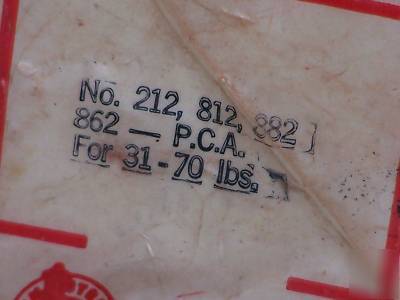 No. 212, 812, 882
862 — P.C.A.
For 31-70 lbs.